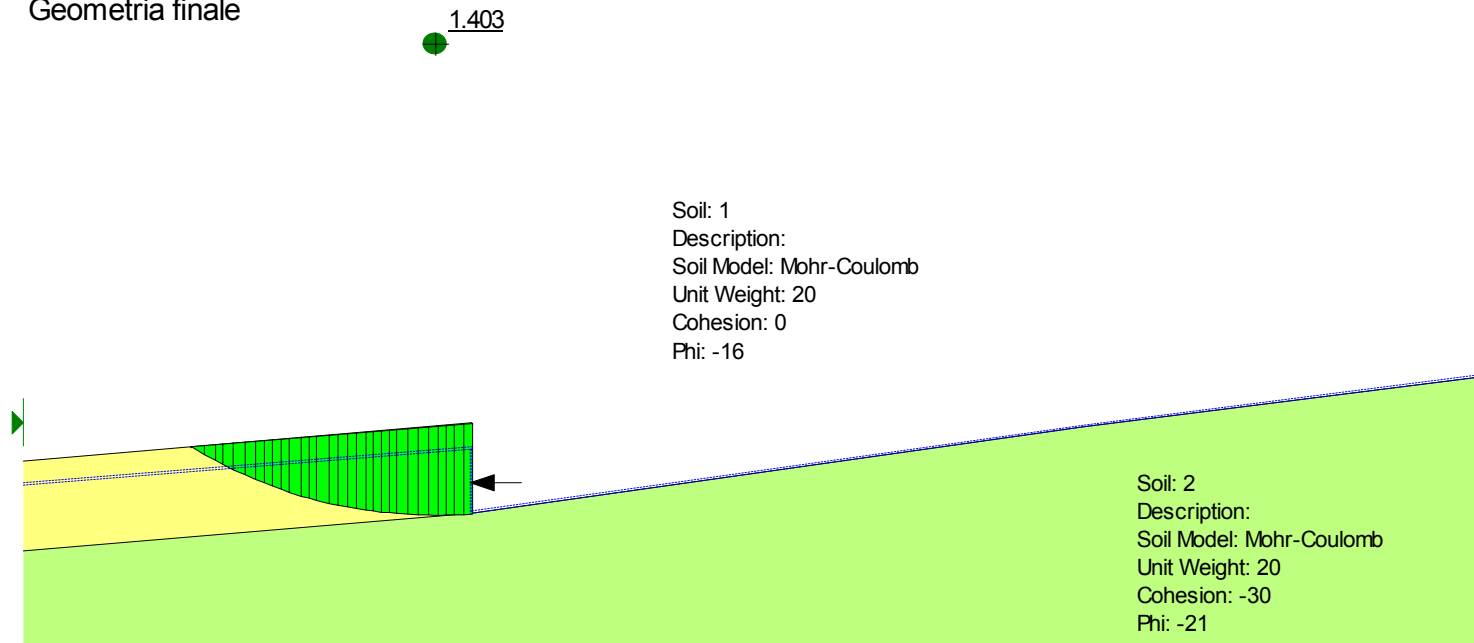 Geometria finale
1.403
Soil: 1
Description:
Soil Model: Mohr-Coulomb
Unit Weight: 20
Cohesion: 0
Phi: -16
Soil: 2
Description:
Soil Model: Mohr-Coulomb
Unit Weight: 20
Cohesion: -30
Phi: -21